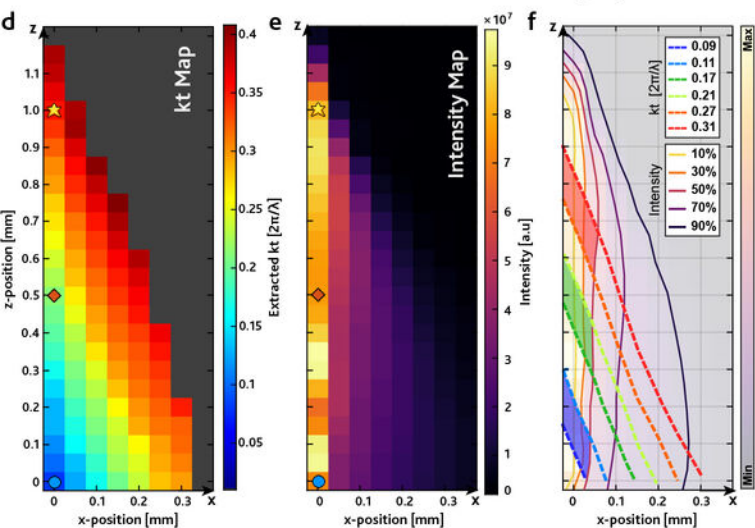 d
z
1.1
1.0
0.9
0.8
0.7
0.6
0.5
0.4
0.3
0.2
0.1
0
z-position [mm]
kt Map
0
0.1
0.2
0.3
x
x-position [mm]
0.40
0.35
0.30
0.25
0.20
0.15
0.10
0.05
Extracted kt [2π/λ]
e
z
Intensity Map
0
0.1
0.2
0.3
x
x-position [mm]
×10⁷
9
8
7
6
5
4
3
2
1
0
Intensity [a.u]
f
z
kt [2π/λ]
0.09
0.11
0.17
0.21
0.27
0.31
Intensity
10%
30%
50%
70%
90%
0
0.1
0.2
0.3
x
x-position [mm]
Max
Min